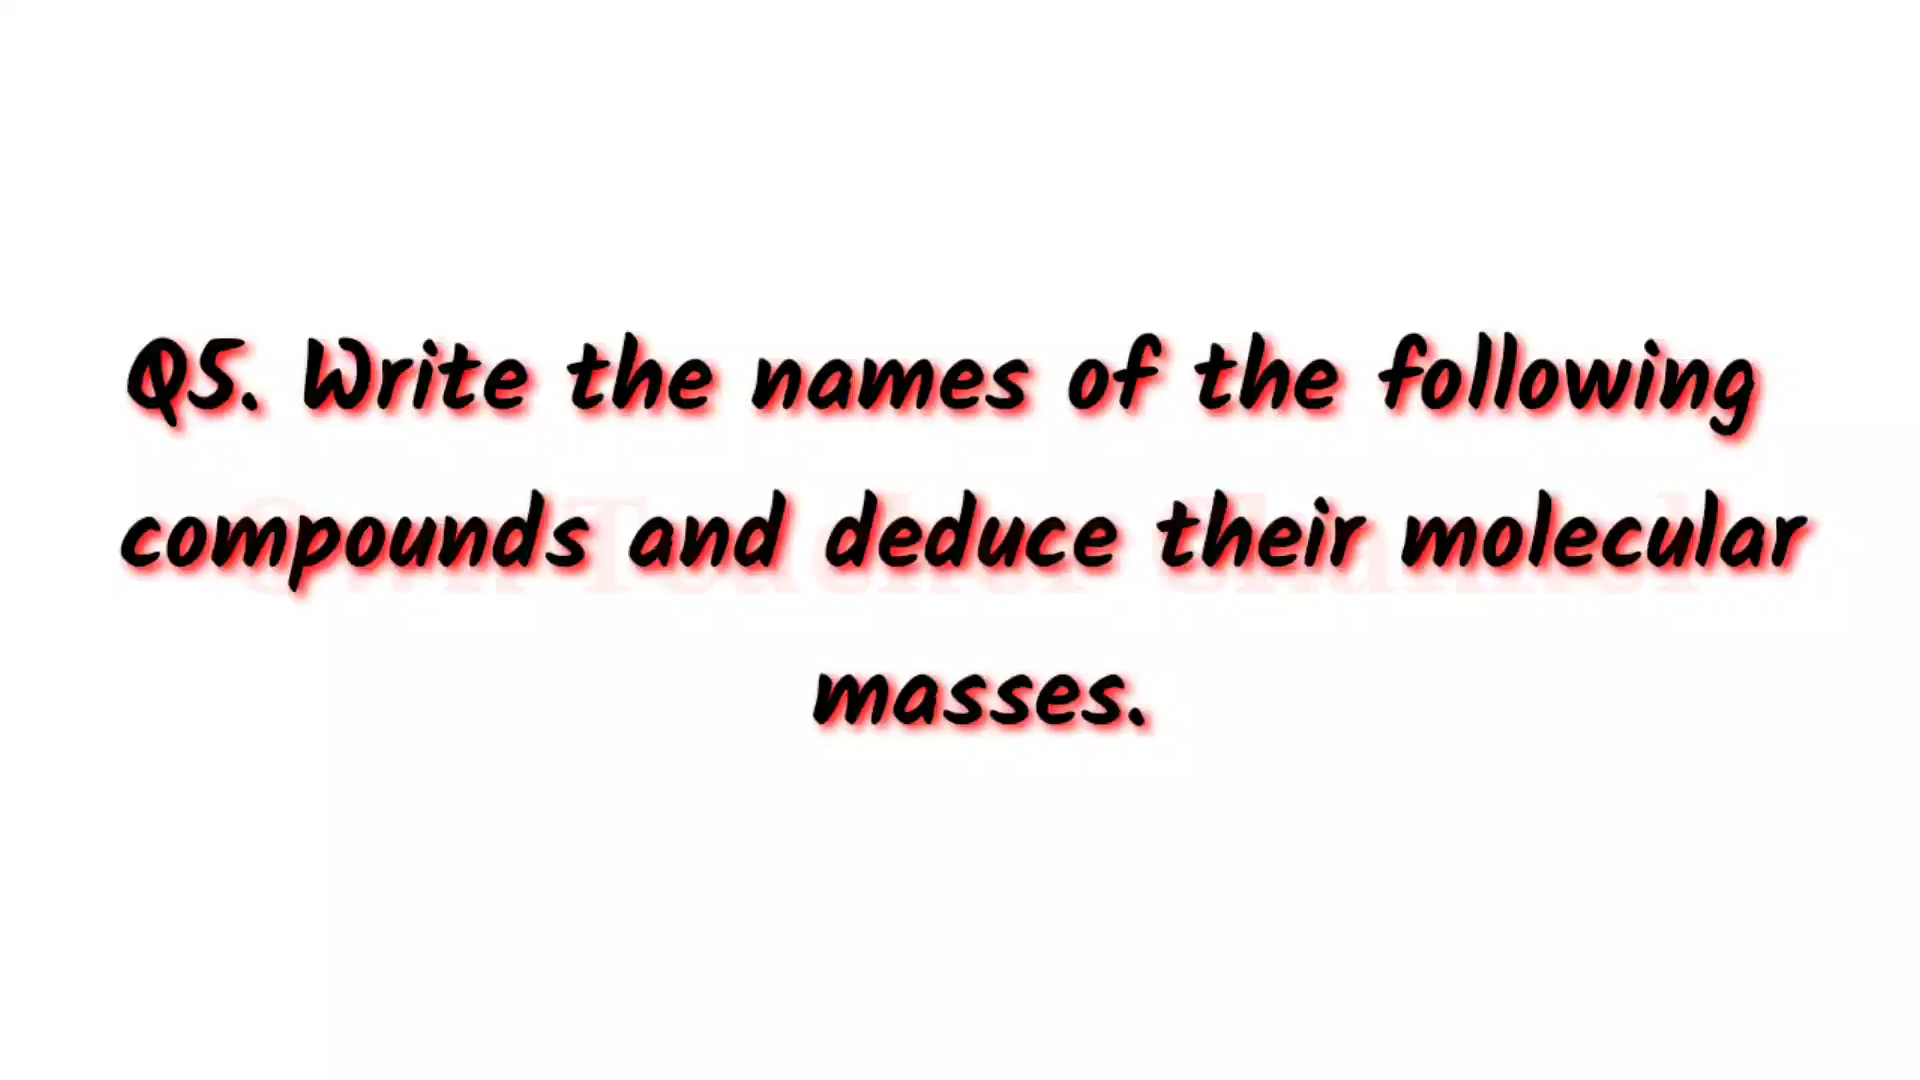 Q5. Write the names of the following
compounds and deduce their molecular
masses.